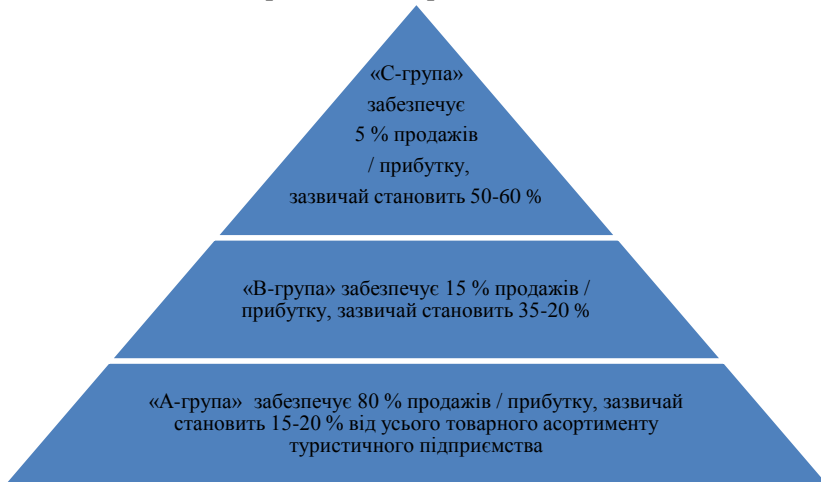 «С-група»
забезпечує
5 % продажів
/ прибутку,
зазвичай становить 50-60 %
«В-група» забезпечує 15 % продажів /
прибутку, зазвичай становить 35-20 %
«А-група»  забезпечує 80 % продажів / прибутку, зазвичай
становить 15-20 % від усього товарного асортименту
туристичного підприємства